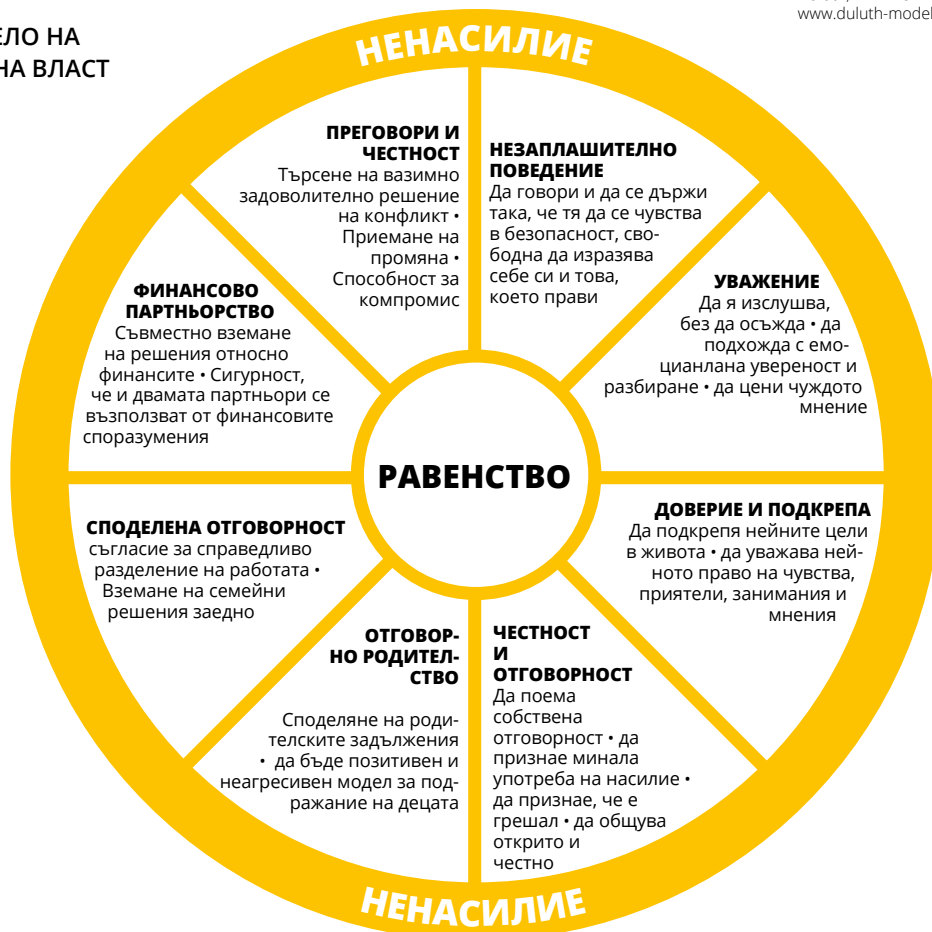 НА ВЛАСТ
www.duluth-model
НЕНАСИЛИЕ
ПРЕГОВОРИ И
ЧЕСТНОСТ
Търсене на вазимно
задоволително решение
на конфликт •
Приемане на
промяна •
Способност за
компромис
НЕЗАПЛАШИТЕЛНО
ПОВЕДЕНИЕ
Да говори и да се държи
така, че тя да се чувства
в безопасност, сво-
бодна да изразява
себе си и това,
което прави
УВАЖЕНИЕ
Да я изслушва,
без да осъжда • да
подхожда с емо-
цианлана увереност и
разбиране • да цени чуждото
мнение
ДОВЕРИЕ И ПОДКРЕПА
Да подкрепя нейните цели
в живота • да уважава ней-
ното право на чувства,
приятели, занимания и
мнения
ЧЕСТНОСТ
И
ОТГОВОРНОСТ
Да поема
собствена
отговорност • да
признае минала
употреба на насилие •
да признае, че е
грешал • да общува
открито и
честно
ОТГОВОР-
НО РОДИТЕЛ-
СТВО
Споделяне на роди-
телските задължения
• да бъде позитивен и
неагресивен модел за под-
ражание на децата
СПОДЕЛЕНА ОТГОВОРНОСТ
съгласие за справедливо
разделение на работата •
Вземане на семейни
решения заедно
ФИНАНСОВО
ПАРТНЬОРСТВО
Съвместно вземане
на решения относно
финансите • Сигурност,
че и двамата партньори се
възползват от финансовите
споразумения
РАВЕНСТВО
НЕНАСИЛИЕ